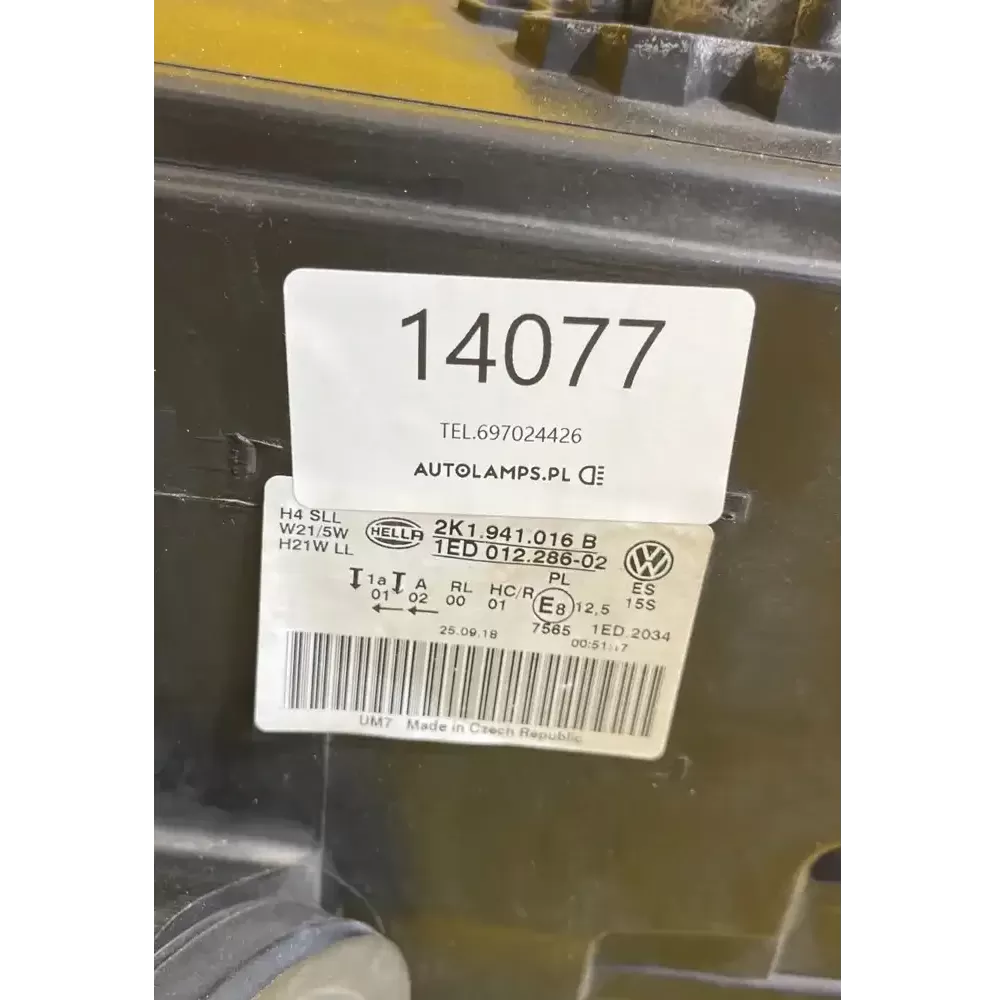 14077
TEL.697024426
AUTOLAMPS.PL
H4 SLL
W21/5W
H21W LL
HELLA
2K1.941.016 B
1ED 012.286-02
PL
ES
15S
1a A RL HC/R E8 12,5
01 02 00 01
25.09.18 7565 1ED.2034
UM7 Made in Czech Republic